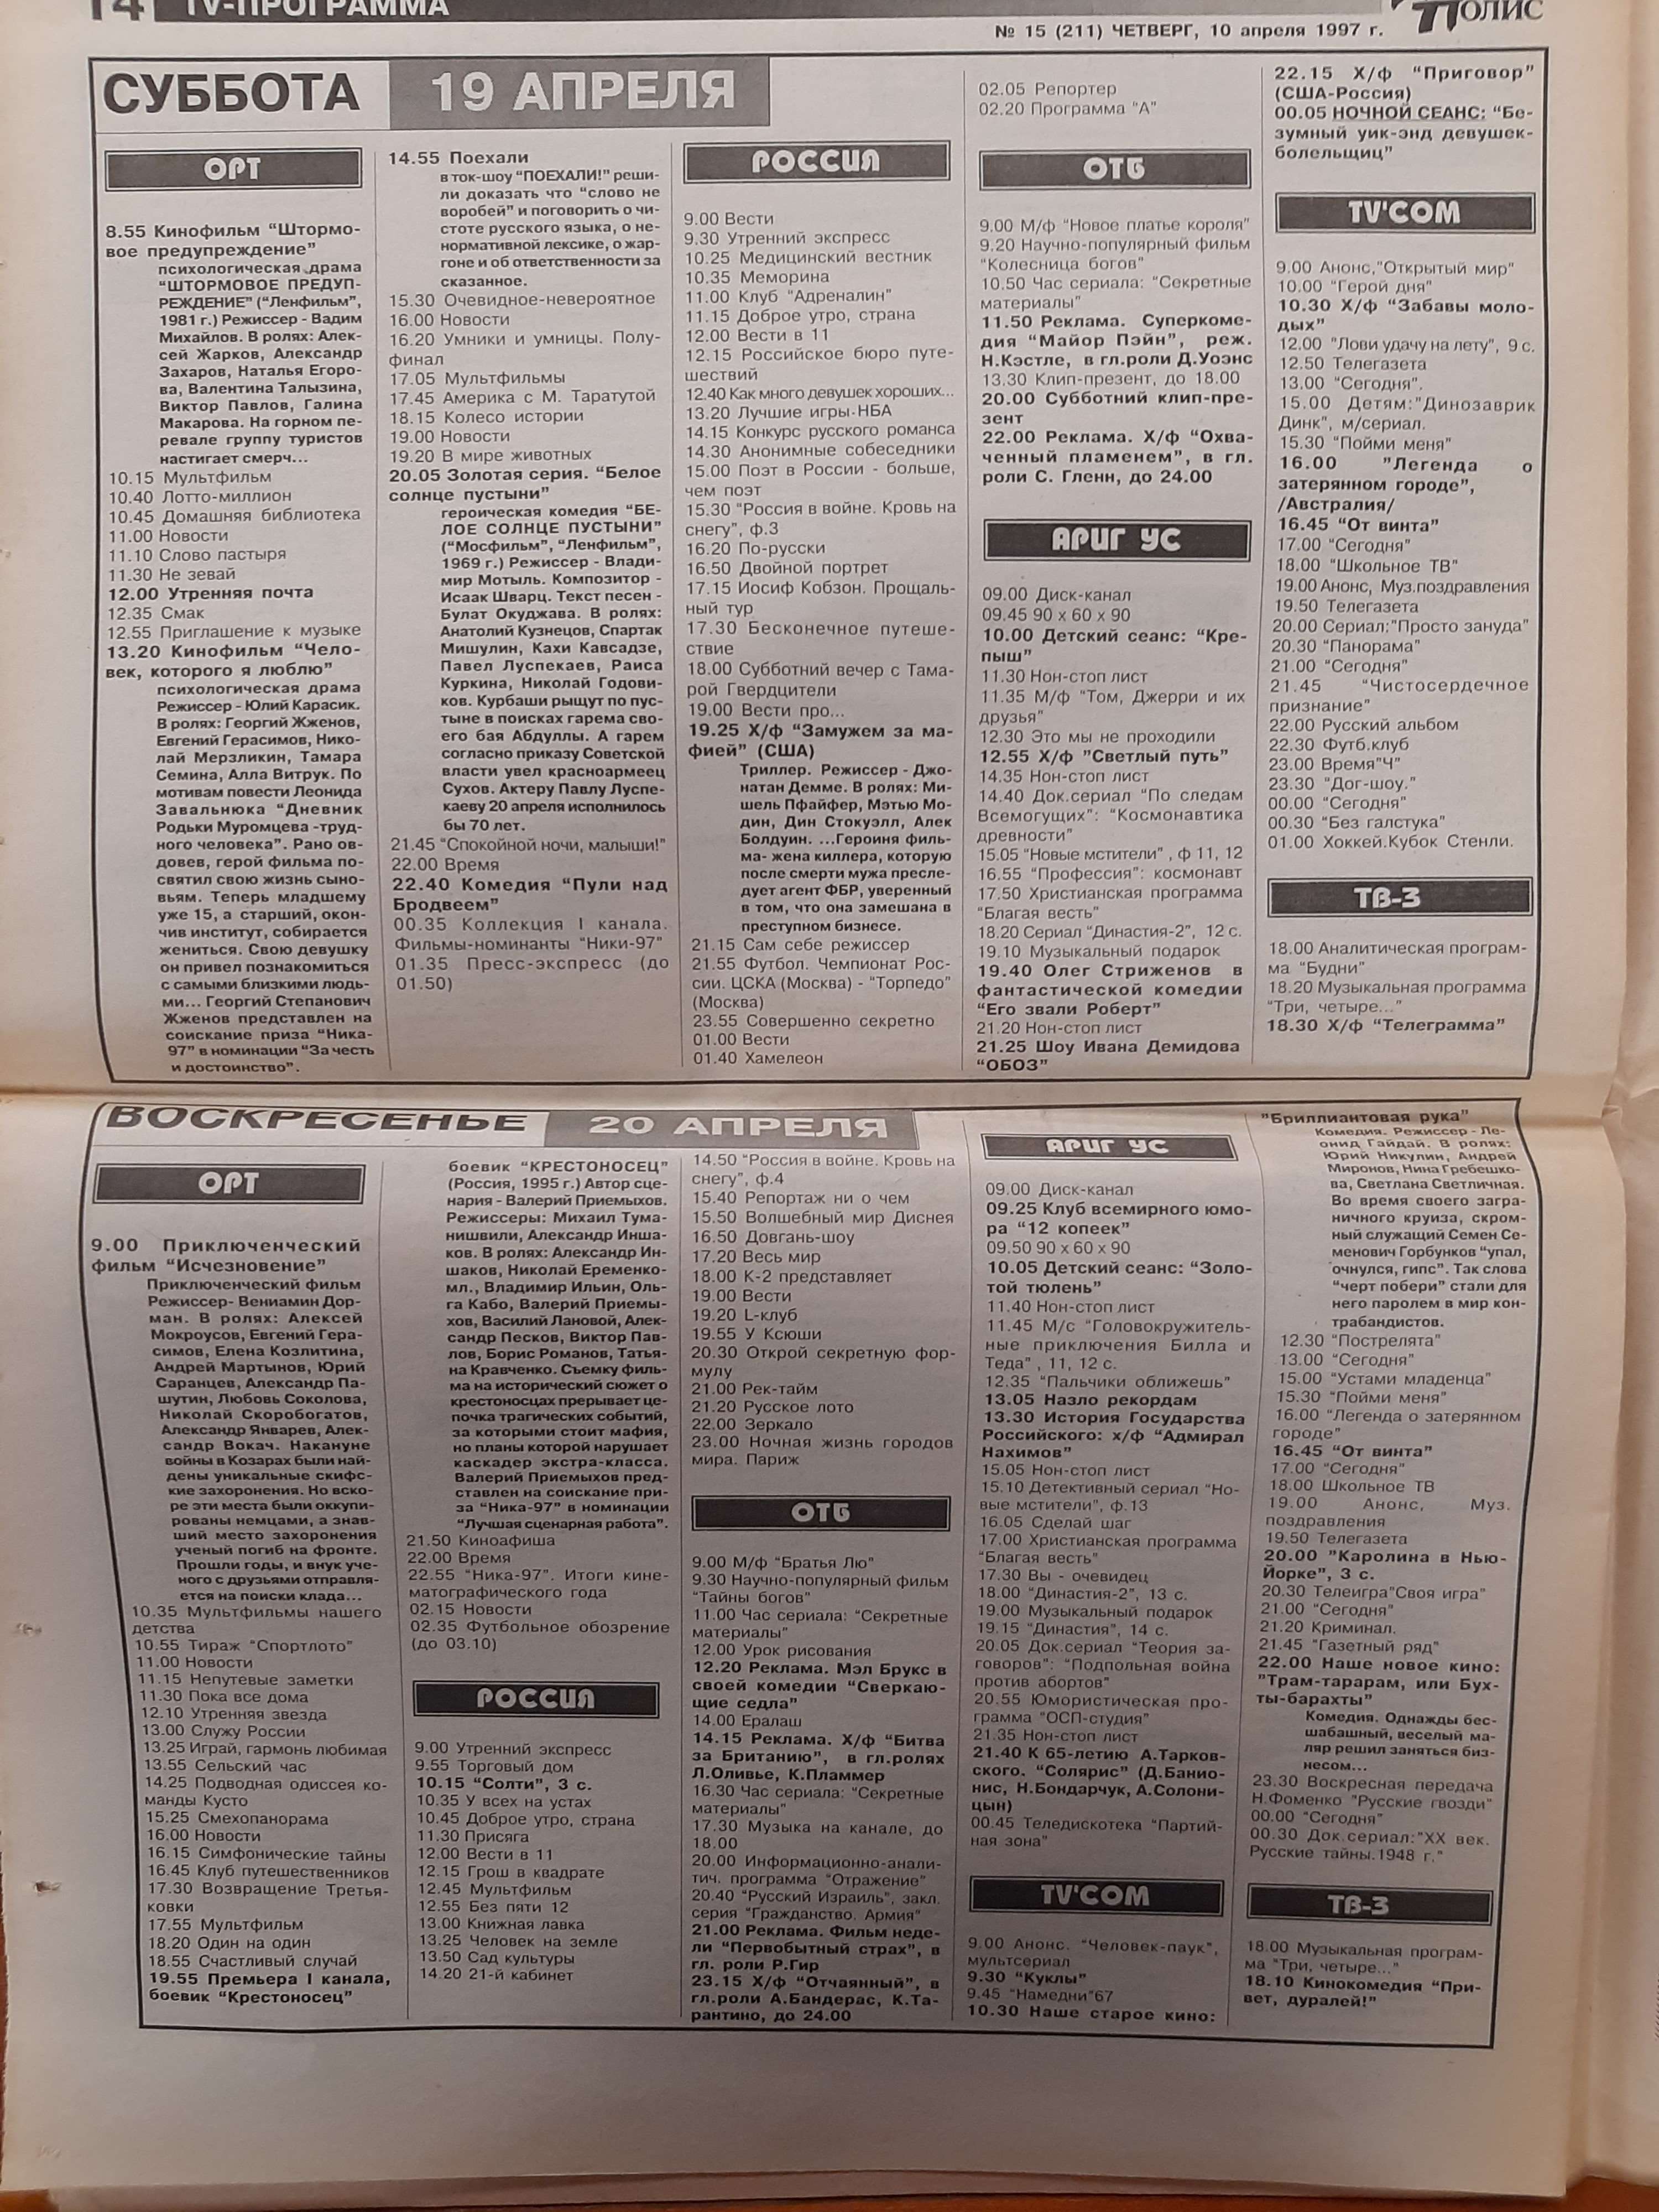 14 TV-ПРОГРАММА
№ 15 (211) ЧЕТВЕРГ, 10 апреля 1997 г.
ПОЛИС
СУББОТА 19 АПРЕЛЯ
ОРТ
8.55 Кинофильм “Штормо-
вое предупреждение”
психологическая драма
“ШТОРМОВОЕ ПРЕДУП-
РЕЖДЕНИЕ” (“Ленфильм”,
1981 г.) Режиссер - Вадим
Михайлов. В ролях: Алек-
сей Жарков, Александр
Захаров, Наталья Егоро-
ва, Валентина Талызина,
Виктор Павлов, Галина
Макарова. На горном пе-
ревале группу туристов
настигает смерч...
10.15 Мультфильм
10.40 Лотто-миллион
10.45 Домашняя библиотека
11.00 Новости
11.10 Слово пастыря
11.30 Не зевай
12.00 Утренняя почта
12.35 Смак
12.55 Приглашение к музыке
13.20 Кинофильм “Чело-
век, которого я люблю”
психологическая драма
Режиссер - Юлий Карасик.
В ролях: Георгий Жженов,
Евгений Герасимов, Нико-
лай Мерзликин, Тамара
Семина, Алла Витрук. По
мотивам повести Леонида
Завальнюка “Дневник
Родьки Муромцева -труд-
ного человека”. Рано ов-
довев, герой фильма по-
святил свою жизнь сыно-
вьям. Теперь младшему
уже 15, а старший, окон-
чив институт, собирается
жениться. Свою девушку
он привел познакомиться
с самыми близкими людь-
ми... Георгий Степанович
Жженов представлен на
соискание приза “Ника-
97” в номинации “За честь
и достоинство”.
14.55 Поехали
в ток-шоу “ПОЕХАЛИ!” реши-
ли доказать что “слово не
воробей” и поговорить о чи-
стоте русского языка, о не-
нормативной лексике, о жар-
гоне и об ответственности за
сказанное.
15.30 Очевидное-невероятное
16.00 Новости
16.20 Умники и умницы. Полу-
финал
17.05 Мультфильмы
17.45 Америка с М. Таратутой
18.15 Колесо истории
19.00 Новости
19.20 В мире животных
20.05 Золотая серия. “Белое
солнце пустыни”
героическая комедия “БЕ-
ЛОЕ СОЛНЦЕ ПУСТЫНИ”
(“Мосфильм”, “Ленфильм”,
1969 г.) Режиссер - Влади-
мир Мотыль. Композитор -
Исаак Шварц. Текст песен -
Булат Окуджава. В ролях:
Анатолий Кузнецов, Спартак
Мишулин, Кахи Кавсадзе,
Павел Луспекаев, Раиса
Куркина, Николай Годови-
ков. Курбаши рыщут по пус-
тыне в поисках гарема сво-
его бая Абдуллы. А гарем
согласно приказу Советской
власти увел красноармеец
Сухов. Актеру Павлу Луспе-
каеву 20 апреля исполнилось
бы 70 лет.
21.45 “Спокойной ночи, малыши!”
22.00 Время
22.40 Комедия “Пули над
Бродвеем”
00.35 Коллекция I канала.
Фильмы-номинанты “Ники-97”
01.35 Пресс-экспресс (до
01.50)
РОССИЯ
9.00 Вести
9.30 Утренний экспресс
10.25 Медицинский вестник
10.35 Меморина
11.00 Клуб “Адреналин”
11.15 Доброе утро, страна
12.00 Вести в 11
12.15 Российское бюро путе-
шествий
12.40 Как много девушек хороших...
13.20 Лучшие игры НБА
14.15 Конкурс русского романса
14.30 Анонимные собеседники
15.00 Поэт в России - больше,
чем поэт
15.30 “Россия в войне. Кровь на
снегу”, ф.3
16.20 По-русски
16.50 Двойной портрет
17.15 Иосиф Кобзон. Прощаль-
ный тур
17.30 Бесконечное путеше-
ствие
18.00 Субботний вечер с Тама-
рой Гвердцители
19.00 Вести про...
19.25 Х/ф “Замужем за ма-
фией” (США)
Триллер. Режиссер - Джо-
натан Демме. В ролях: Ми-
шель Пфайфер, Мэтью Мо-
дин, Дин Стокуэлл, Алек
Болдуин. ...Героиня филь-
ма- жена киллера, которую
после смерти мужа пресле-
дует агент ФБР, уверенный
в том, что она замешана в
преступном бизнесе.
21.15 Сам себе режиссер
21.55 Футбол. Чемпионат Рос-
сии. ЦСКА (Москва) - “Торпедо”
(Москва)
23.55 Совершенно секретно
01.00 Вести
01.40 Хамелеон
02.05 Репортер
02.20 Программа "А"
ОТБ
9.00 М/ф “Новое платье короля”
9.20 Научно-популярный фильм
“Колесница богов”
10.50 Час сериала: “Секретные
материалы”
11.50 Реклама. Суперкоме-
дия “Майор Пэйн”, реж.
Н.Кэстле, в гл.роли Д.Уоэнс
13.30 Клип-презент, до 18.00
20.00 Субботний клип-пре-
зент
22.00 Реклама. Х/ф “Охва-
ченный пламенем”, в гл.
роли С. Гленн, до 24.00
АРИГ УС
09.00 Диск-канал
09.45 90 х 60 х 90
10.00 Детский сеанс: “Кре-
пыш”
11.30 Нон-стоп лист
11.35 М/ф “Том, Джерри и их
друзья”
12.30 Это мы не проходили
12.55 Х/ф "Светлый путь”
14.35 Нон-стоп лист
14.40 Док.сериал “По следам
Всемогущих”: “Космонавтика
древности”
15.05 “Новые мстители” , ф 11, 12
16.55 “Профессия”: космонавт
17.50 Христианская программа
“Благая весть”
18.20 Сериал “Династия-2”, 12 с.
19.10 Музыкальный подарок
19.40 Олег Стриженов в
фантастической комедии
“Его звали Роберт”
21.20 Нон-стоп лист
21.25 Шоу Ивана Демидова
“ОБОЗ”
22.15 Х/ф “Приговор”
(США-Россия)
00.05 НОЧНОЙ СЕАНС: “Бе-
зумный уик-энд девушек-
болельщиц”
TV'COM
9.00 Анонс,"Открытый мир"
10.00 "Герой дня"
10.30 Х/ф "Забавы моло-
дых"
12.00 "Лови удачу на лету", 9 с.
12.50 Телегазета
13.00 "Сегодня".
15.00 Детям:"Динозаврик
Динк", м/сериал.
15.30 "Пойми меня"
16.00 "Легенда о
затерянном городе",
/Австралия/
16.45 "От винта"
17.00 "Сегодня"
18.00 "Школьное ТВ"
19.00 Анонс, Муз.поздравления
19.50 Телегазета
20.00 Сериал:"Просто зануда"
20.30 "Панорама"
21.00 "Сегодня"
21.45 "Чистосердечное
признание"
22.00 Русский альбом
22.30 Футб.клуб
23.00 Время"Ч"
23.30 "Дог-шоу."
00.00 "Сегодня"
00.30 "Без галстука"
01.00 Хоккей.Кубок Стенли.
ТВ-3
18.00 Аналитическая програм-
ма “Будни”
18.20 Музыкальная программа
“Три, четыре...”
18.30 Х/ф “Телеграмма”
ВОСКРЕСЕНЬЕ 20 АПРЕЛЯ
ОРТ
9.00 Приключенческий
фильм “Исчезновение”
Приключенческий фильм
Режиссер- Вениамин Дор-
ман. В ролях: Алексей
Мокроусов, Евгений Гера-
симов, Елена Козлитина,
Андрей Мартынов, Юрий
Саранцев, Александр Па-
шутин, Любовь Соколова,
Николай Скоробогатов,
Александр Январев, Алек-
сандр Вокач. Накануне
войны в Козарах были най-
дены уникальные скифс-
кие захоронения. Но вско-
ре эти места были оккупи-
рованы немцами, а знав-
ший место захоронения
ученый погиб на фронте.
Прошли годы, и внук уче-
ного с друзьями отправля-
ется на поиски клада...
10.35 Мультфильмы нашего
детства
10.55 Тираж “Спортлото”
11.00 Новости
11.15 Непутевые заметки
11.30 Пока все дома
12.10 Утренняя звезда
13.00 Служу России
13.25 Играй, гармонь любимая
13.55 Сельский час
14.25 Подводная одиссея ко-
манды Кусто
15.25 Смехопанорама
16.00 Новости
16.15 Симфонические тайны
16.45 Клуб путешественников
17.30 Возвращение Третья-
ковки
17.55 Мультфильм
18.20 Один на один
18.55 Счастливый случай
19.55 Премьера I канала,
боевик “Крестоносец”
боевик “КРЕСТОНОСЕЦ”
(Россия, 1995 г.) Автор сце-
нария - Валерий Приемыхов.
Режиссеры: Михаил Тума-
нишвили, Александр Инша-
ков. В ролях: Александр Ин-
шаков, Николай Еременко-
мл., Владимир Ильин, Оль-
га Кабо, Валерий Приемы-
хов, Василий Лановой, Алек-
сандр Песков, Виктор Пав-
лов, Борис Романов, Татья-
на Кравченко. Съемку филь-
ма на исторический сюжет о
крестоносцах прерывает це-
почка трагических событий,
за которыми стоит мафия,
но планы которой нарушает
каскадер экстра-класса.
Валерий Приемыхов пред-
ставлен на соискание при-
за “Ника-97” в номинации
“Лучшая сценарная работа”.
21.50 Киноафиша
22.00 Время
22.55 “Ника-97”. Итоги кине-
матографического года
02.15 Новости
02.35 Футбольное обозрение
(до 03.10)
РОССИЯ
9.00 Утренний экспресс
9.55 Торговый дом
10.15 “Солти”, 3 с.
10.35 У всех на устах
10.45 Доброе утро, страна
11.30 Присяга
12.00 Вести в 11
12.15 Грош в квадрате
12.45 Мультфильм
12.55 Без пяти 12
13.00 Книжная лавка
13.25 Человек на земле
13.50 Сад культуры
14.20 21-й кабинет
14.50 “Россия в войне. Кровь на
снегу”, ф.4
15.40 Репортаж ни о чем
15.50 Волшебный мир Диснея
16.50 Довгань-шоу
17.20 Весь мир
18.00 К-2 представляет
19.00 Вести
19.20 L-клуб
19.55 У Ксюши
20.30 Открой секретную фор-
мулу
21.00 Рек-тайм
21.20 Русское лото
22.00 Зеркало
23.00 Ночная жизнь городов
мира. Париж
ОТБ
9.00 М/ф “Братья Лю”
9.30 Научно-популярный фильм
“Тайны богов”
11.00 Час сериала: “Секретные
материалы”
12.00 Урок рисования
12.20 Реклама. Мэл Брукс в
своей комедии “Сверкаю-
щие седла”
14.00 Ералаш
14.15 Реклама. Х/ф “Битва
за Британию”, в гл.ролях
Л.Оливье, К.Пламмер
16.30 Час сериала: “Секретные
материалы”
17.30 Музыка на канале, до
18.00
20.00 Информационно-анали-
тич. программа “Отражение”
20.40 “Русский Израиль”, закл.
серия “Гражданство. Армия”
21.00 Реклама. Фильм неде-
ли “Первобытный страх”, в
гл. роли Р.Гир
23.15 Х/ф “Отчаянный”, в
гл.роли А.Бандерас, К.Та-
рантино, до 24.00
АРИГ УС
09.00 Диск-канал
09.25 Клуб всемирного юмо-
ра “12 копеек”
09.50 90 х 60 х 90
10.05 Детский сеанс: “Золо-
той тюлень”
11.40 Нон-стоп лист
11.45 М/с “Головокружитель-
ные приключения Билла и
Теда” , 11, 12 с.
12.35 “Пальчики оближешь”
13.05 Назло рекордам
13.30 История Государства
Российского: х/ф “Адмирал
Нахимов”
15.05 Нон-стоп лист
15.10 Детективный сериал “Но-
вые мстители”, ф.13
16.05 Сделай шаг
17.00 Христианская программа
“Благая весть”
17.30 Вы - очевидец
18.00 “Династия-2”, 13 с.
19.00 Музыкальный подарок
19.15 “Династия”, 14 с.
20.05 Док.сериал “Теория за-
говоров”: “Подпольная война
против абортов”
20.55 Юмористическая про-
грамма “ОСП-студия”
21.35 Нон-стоп лист
21.40 К 65-летию А.Тарков-
ского. “Солярис” (Д.Банио-
нис, Н.Бондарчук, А.Солони-
цын)
00.45 Теледискотека “Партий-
ная зона”
TV'COM
9.00 Анонс. “Человек-паук”,
мультсериал
9.30 “Куклы”
9.45 “Намедни”67
10.30 Наше старое кино:
”Бриллиантовая рука”
Комедия. Режиссер - Ле-
онид Гайдай. В ролях:
Юрий Никулин, Андрей
Миронов, Нина Гребешко-
ва, Светлана Светличная.
Во время своего загра-
ничного круиза, скром-
ный служащий Семен Се-
менович Горбунков “упал,
очнулся, гипс”. Так слова
“черт побери” стали для
него паролем в мир кон-
трабандистов.
12.30 “Пострелята”
13.00 “Сегодня”
15.00 “Устами младенца”
15.30 “Пойми меня”
16.00 “Легенда о затерянном
городе”
16.45 “От винта”
17.00 “Сегодня”
18.00 Школьное ТВ
19.00 Анонс, Муз.
поздравления
19.50 Телегазета
20.00 ”Каролина в Нью-
Йорке”, 3 с.
20.30 Телеигра“Своя игра”
21.00 “Сегодня”
21.20 Криминал.
21.45 “Газетный ряд”
22.00 Наше новое кино:
”Трам-тарарам, или Бух-
ты-барахты”
Комедия. Однажды бес-
шабашный, веселый ма-
ляр решил заняться биз-
несом...
23.30 Воскресная передача
Н.Фоменко “Русские гвозди”
00.00 “Сегодня”
00.30 Док.сериал:“XX век.
Русские тайны.1948 г.”
ТВ-3
18.00 Музыкальная програм-
ма “Три, четыре...”
18.10 Кинокомедия “При-
вет, дуралей!”